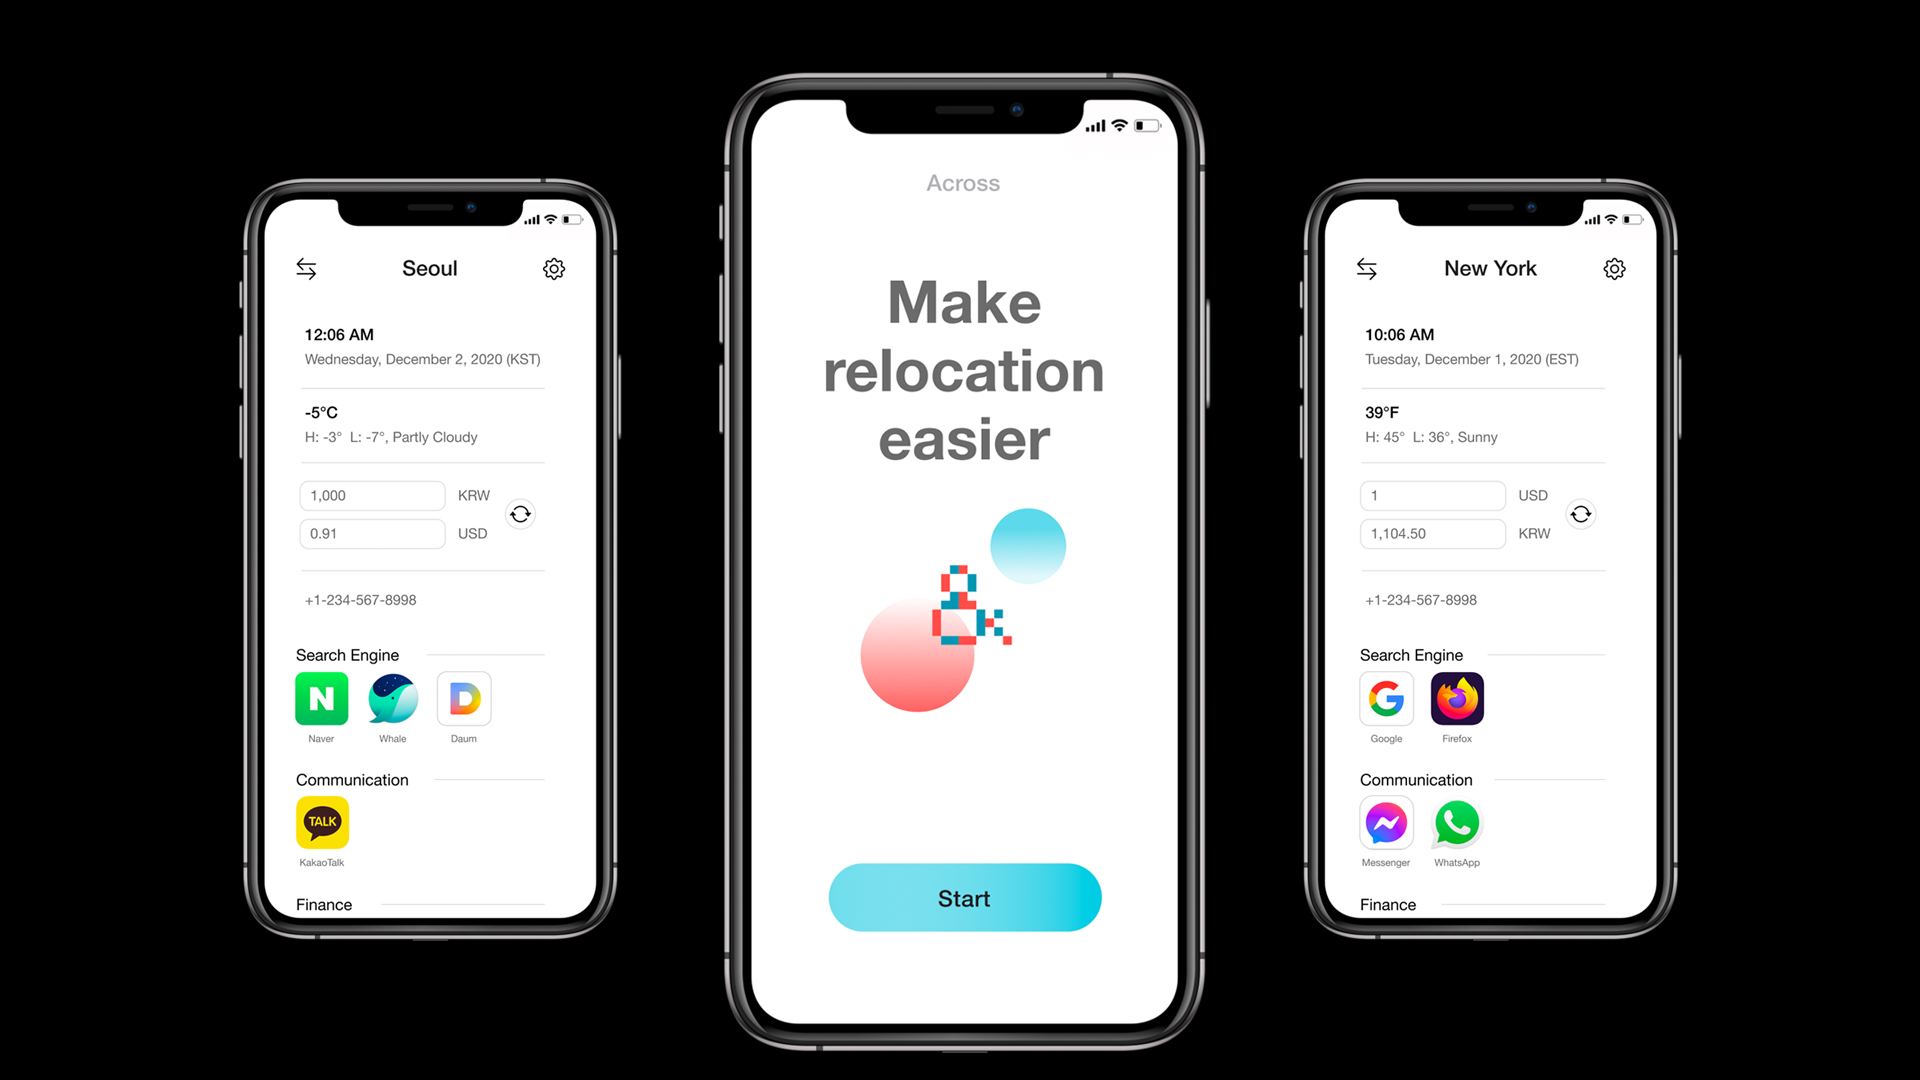 Seoul
12:06 AM
Wednesday, December 2, 2020 (KST)
-5°C
H: -3° L: -7°, Partly Cloudy
1,000 KRW
0.91 USD
+1-234-567-8998
Search Engine
N
D
Naver Whale Daum
Communication
TALK
KakaoTalk
Finance
Across
Make
relocation
easier
&
Start
New York
10:06 AM
Tuesday, December 1, 2020 (EST)
39°F
H: 45° L: 36°, Sunny
1 USD
1,104.50 KRW
+1-234-567-8998
Search Engine
G
Google Firefox
Communication
Messenger WhatsApp
Finance